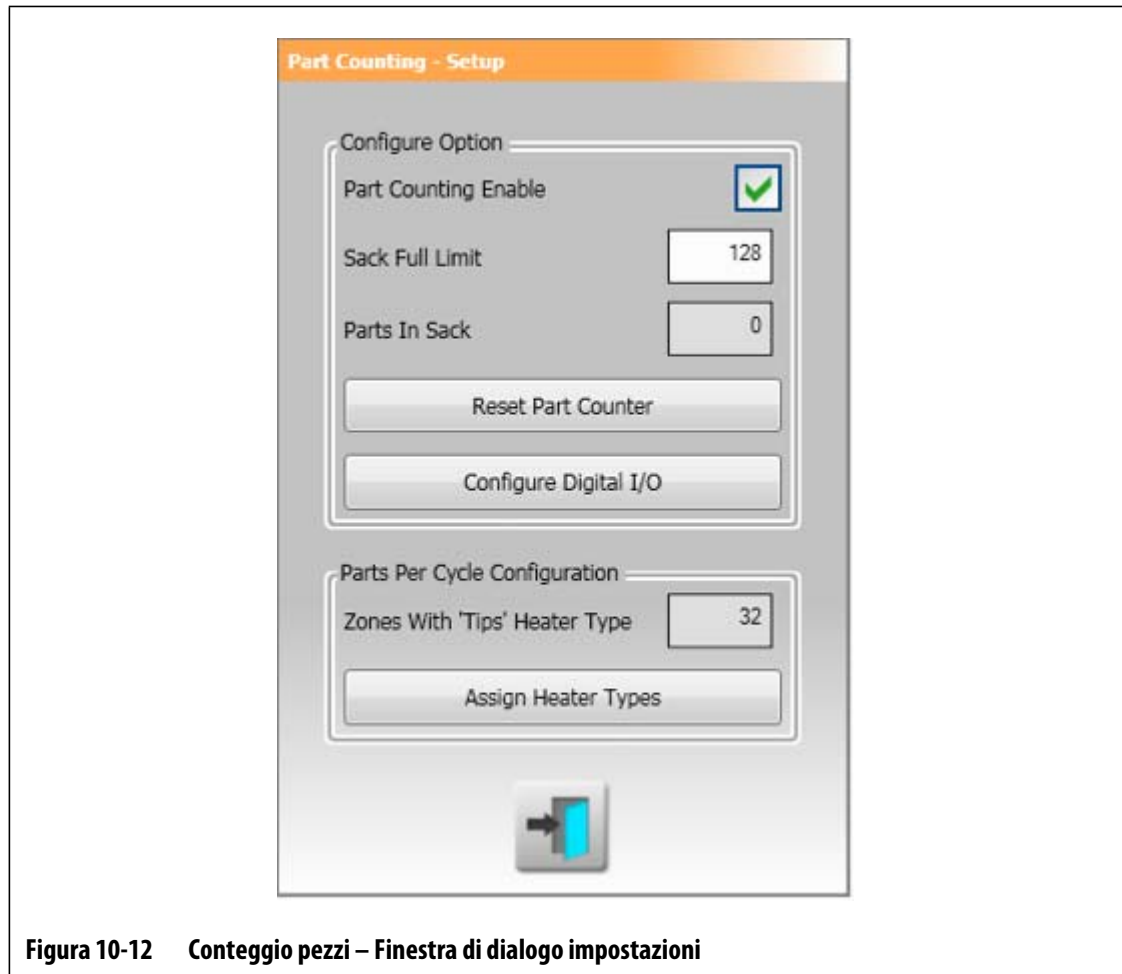 Part Counting - Setup
Configure Option
Part Counting Enable
Sack Full Limit 128
Parts In Sack 0
Reset Part Counter
Configure Digital I/O
Parts Per Cycle Configuration
Zones With 'Tips' Heater Type 32
Assign Heater Types
Figura 10-12 Conteggio pezzi – Finestra di dialogo impostazioni